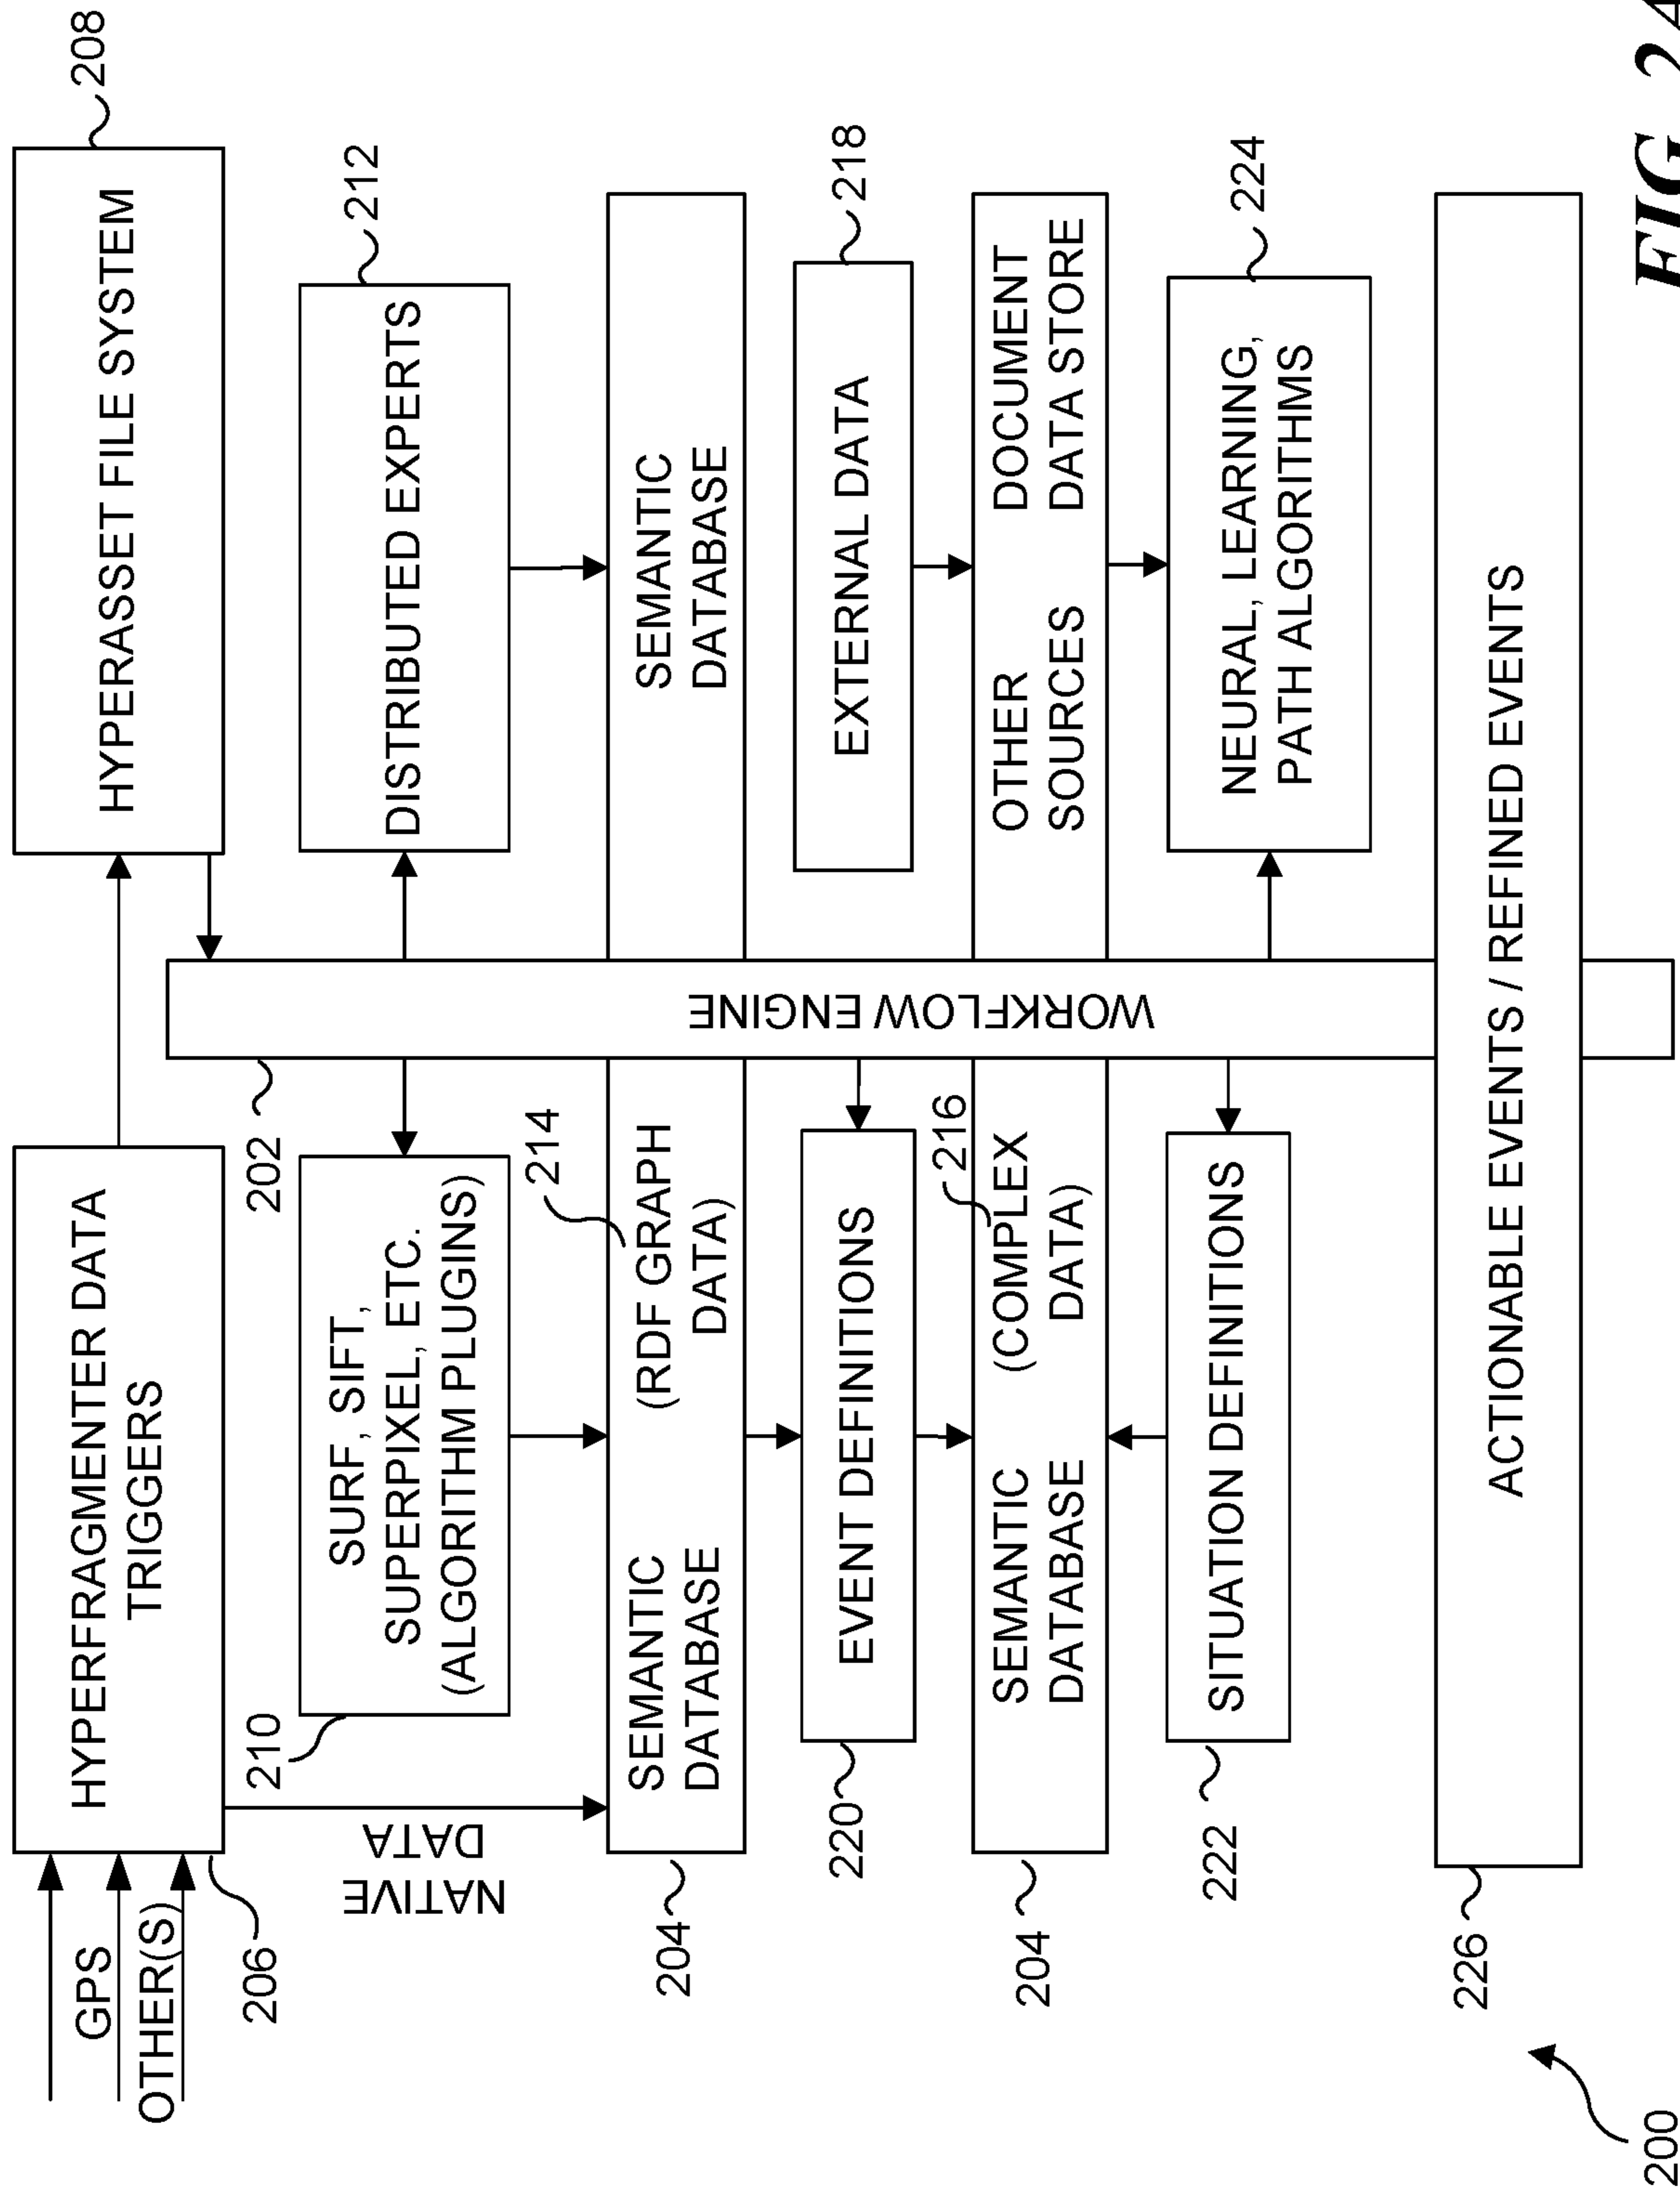 GPS
OTHER(S)
206
HYPERFRAGMENTER DATA
TRIGGERS
HYPERASSET FILE SYSTEM
208
NATIVE
DATA
210
SURF, SIFT,
SUPERPIXEL, ETC.
(ALGORITHM PLUGINS)
202
WORKFLOW ENGINE
DISTRIBUTED EXPERTS
212
214
204
SEMANTIC
DATABASE
(RDF GRAPH
DATA)
SEMANTIC
DATABASE
220
EVENT DEFINITIONS
EXTERNAL DATA
218
216
204
SEMANTIC
DATABASE
(COMPLEX
DATA)
OTHER
SOURCES
DOCUMENT
DATA STORE
222
SITUATION DEFINITIONS
NEURAL, LEARNING,
PATH ALGORITHMS
224
226
ACTIONABLE EVENTS / REFINED EVENTS
200
FIG 2A